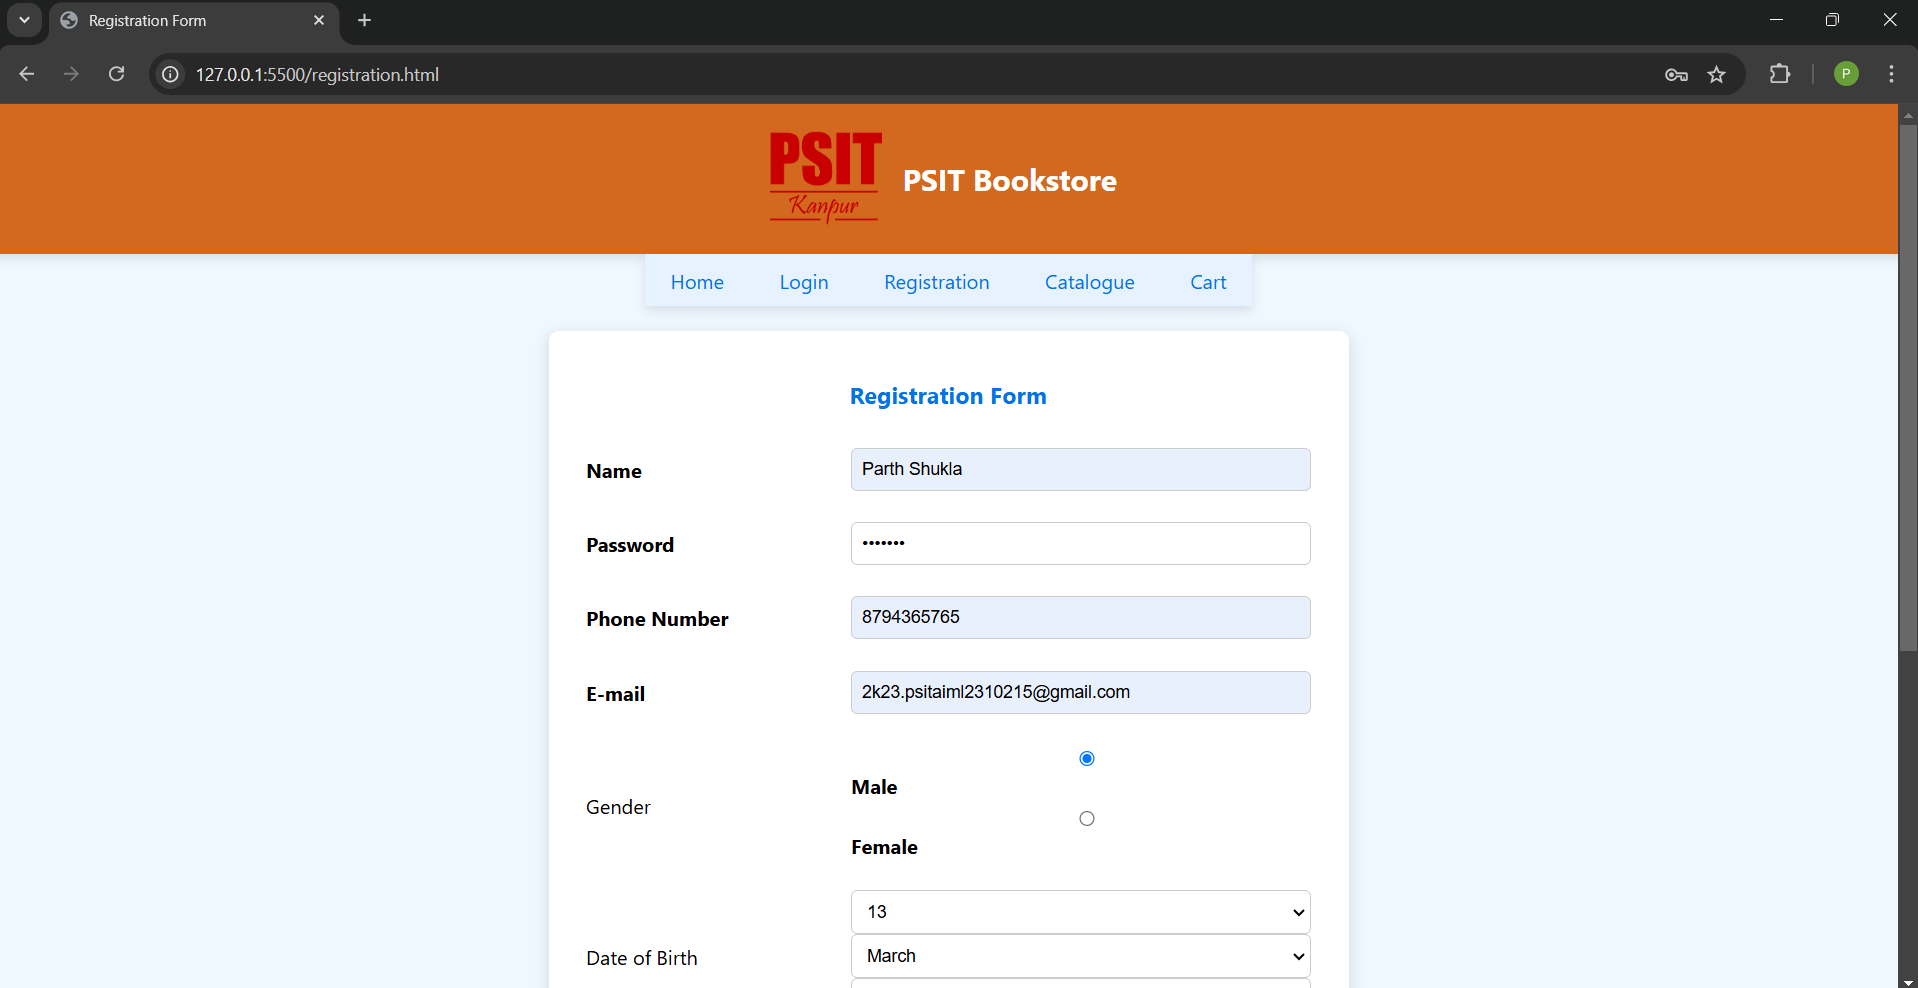 Registration Form
127.0.0.1:5500/registration.html
P
PSIT
Kanpur
PSIT Bookstore
Home Login Registration Catalogue Cart
Registration Form
Name Parth Shukla
Password •••••••
Phone Number 8794365765
E-mail 2k23.psitaiml2310215@gmail.com
Gender
Male
Female
13
Date of Birth March